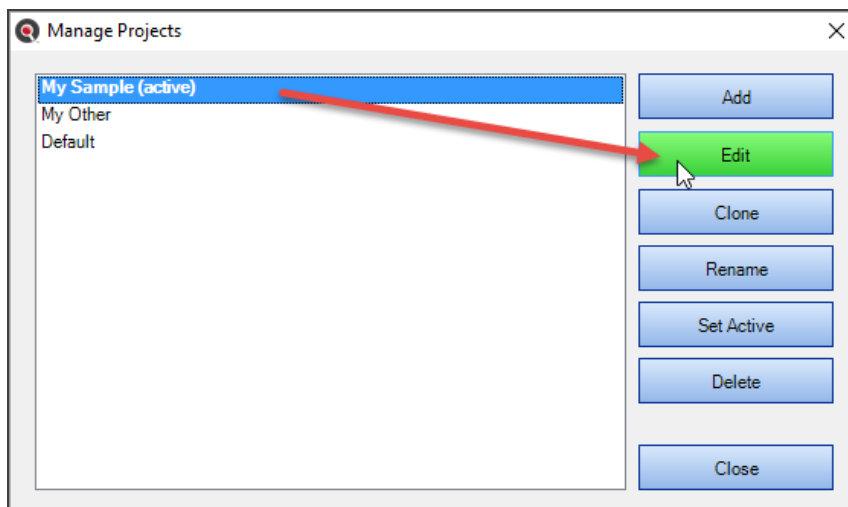 Manage Projects
My Sample (active)
My Other
Default
Add
Edit
Clone
Rename
Set Active
Delete
Close